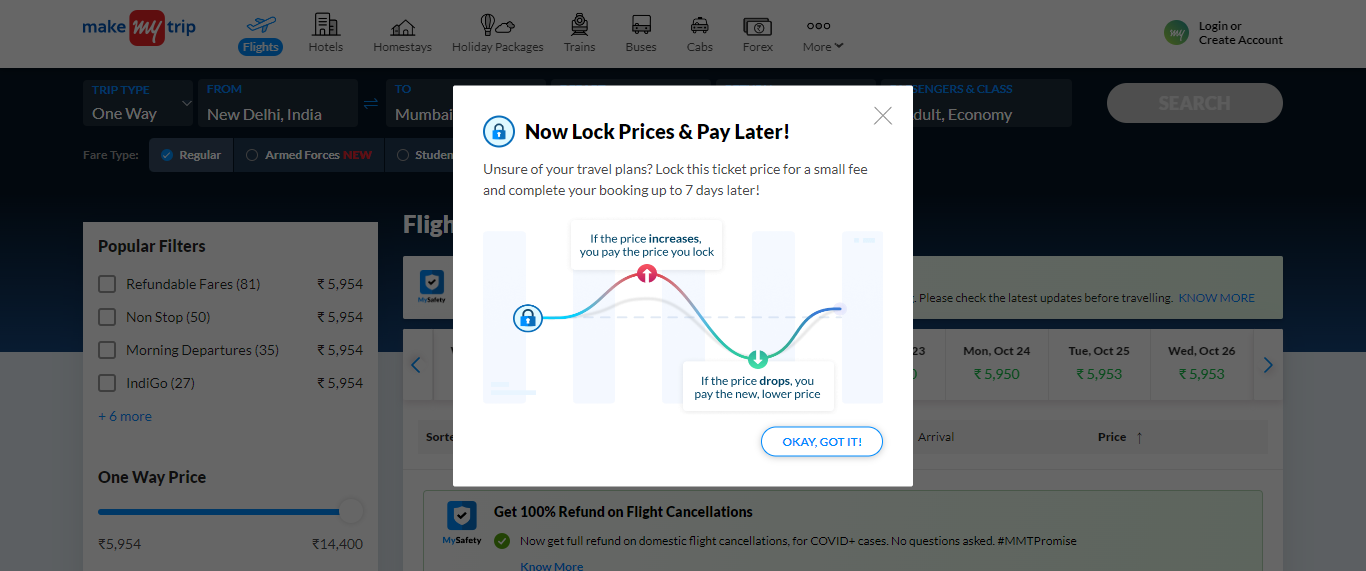 make my trip
Flights
Hotels
Homestays
Holiday Packages
Trains
Buses
Cabs
Forex
More
my
Login or
Create Account
TRIP TYPE
One Way
FROM
New Delhi, India
TO
Mumbai
SENGERS & CLASS
dult, Economy
SEARCH
Fare Type:
Regular
Armed Forces NEW
Studen
Now Lock Prices & Pay Later!
Unsure of your travel plans? Lock this ticket price for a small fee
and complete your booking up to 7 days later!
If the price increases,
you pay the price you lock
If the price drops, you
pay the new, lower price
OKAY, GOT IT!
Popular Filters
Refundable Fares (81) ₹ 5,954
Non Stop (50) ₹ 5,954
Morning Departures (35) ₹ 5,954
IndiGo (27) ₹ 5,954
+ 6 more
One Way Price
₹5,954 ₹14,400
Fligh
MySafety
. Please check the latest updates before travelling. KNOW MORE
23
0
Mon, Oct 24
₹ 5,950
Tue, Oct 25
₹ 5,953
Wed, Oct 26
₹ 5,953
Sorte
Arrival
Price ↑
MySafety
Get 100% Refund on Flight Cancellations
Now get full refund on domestic flight cancellations, for COVID+ cases. No questions asked. #MMTPromise
Know More